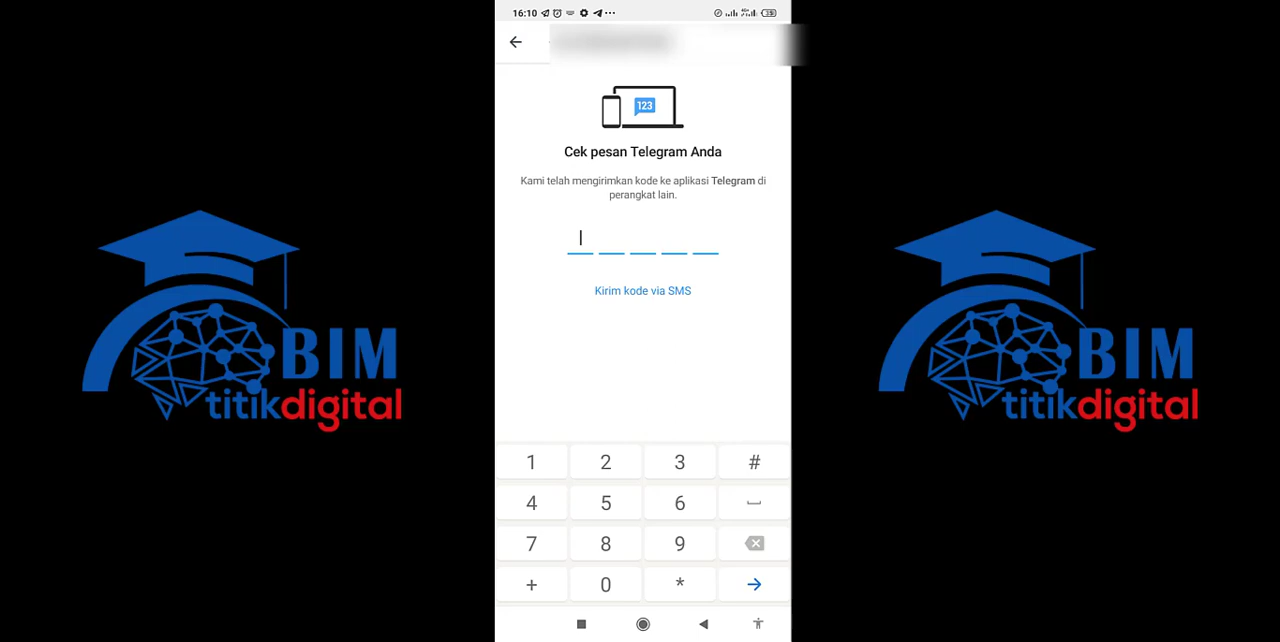 16:10
123
Cek pesan Telegram Anda
Kami telah mengirimkan kode ke aplikasi Telegram di
perangkat lain.
Kirim kode via SMS
BIM
titikdigital
BIM
titikdigital
1 2 3 #
4 5 6
7 8 9
+ 0 *